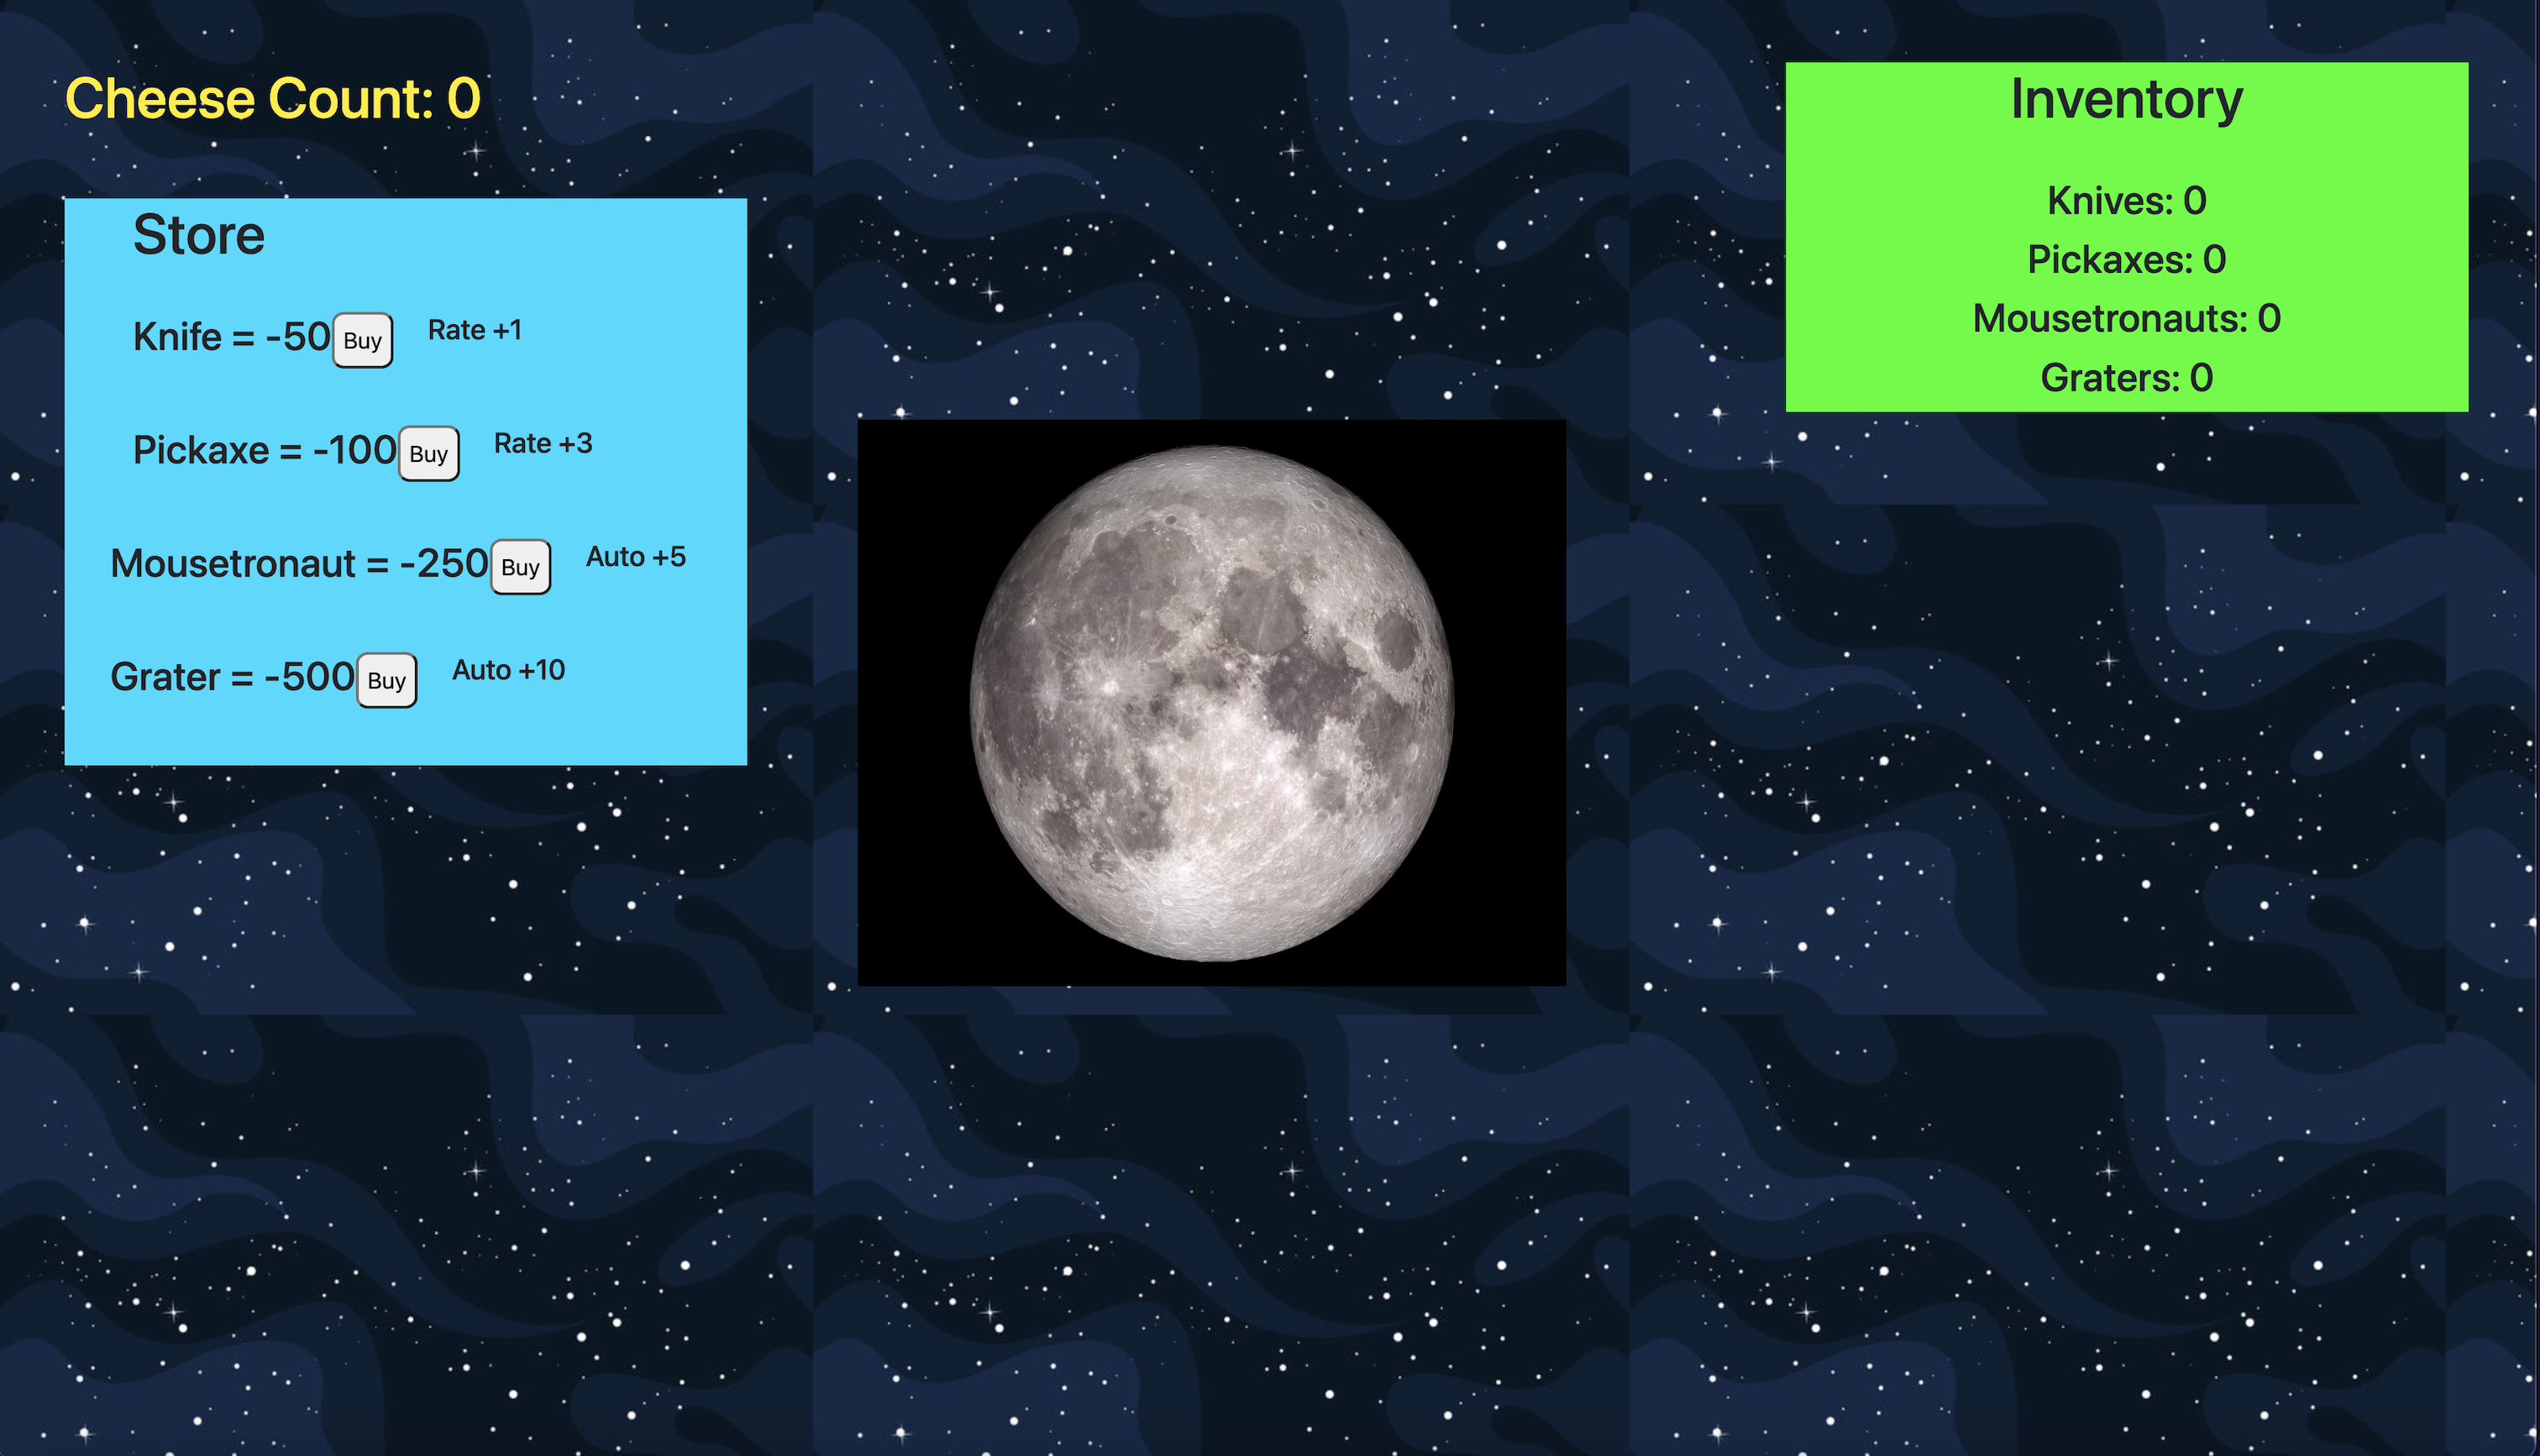 Cheese Count: 0
Store
Knife = -50 Buy Rate +1
Pickaxe = -100 Buy Rate +3
Mousetronaut = -250 Buy Auto +5
Grater = -500 Buy Auto +10
Inventory
Knives: 0
Pickaxes: 0
Mousetronauts: 0
Graters: 0